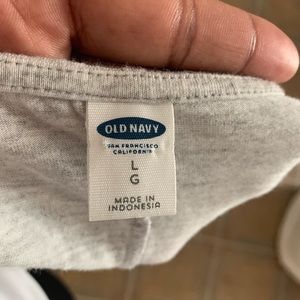 OLD NAVY
SAN FRANCISCO
CALIFORNIA
L
G
MADE IN
INDONESIA